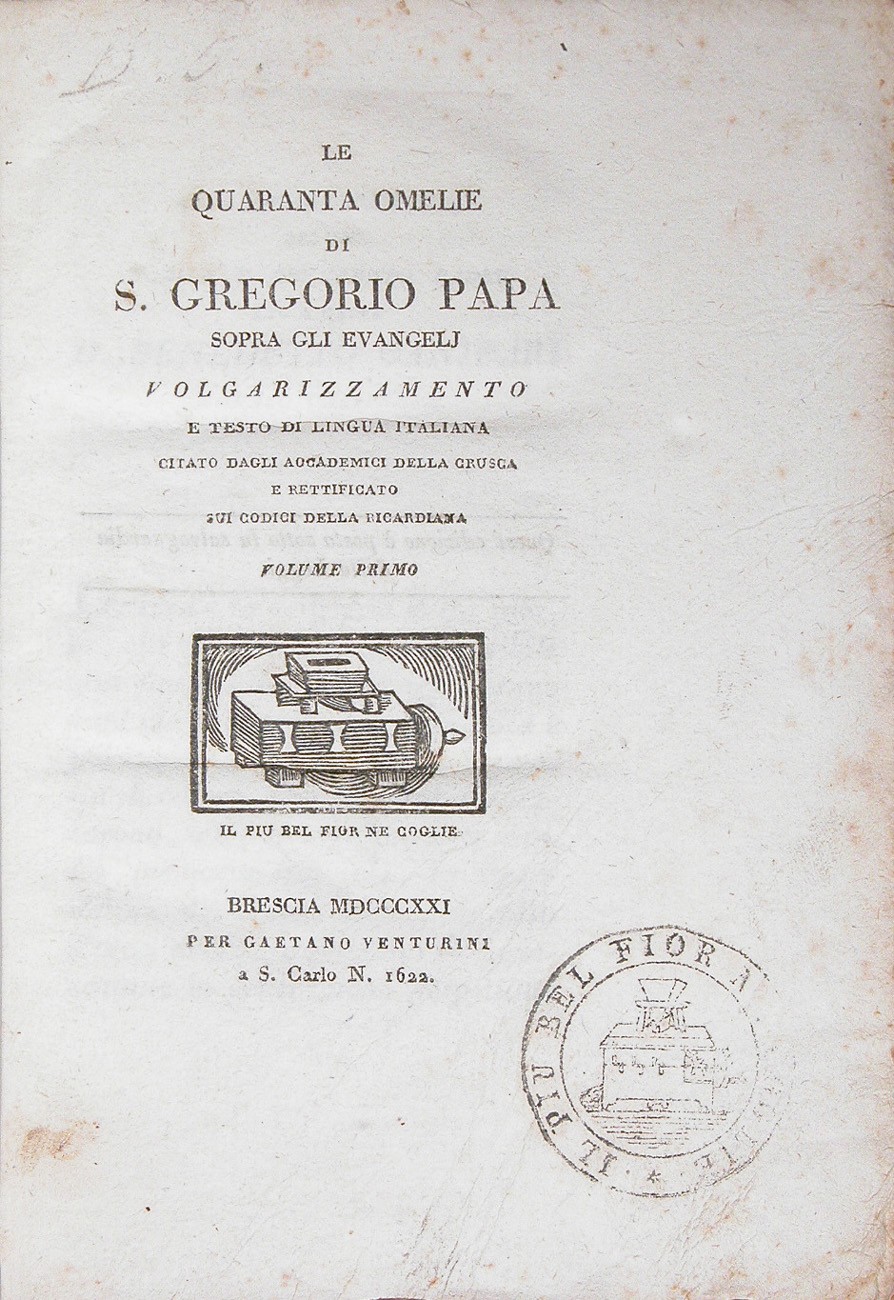 D. 5
LE
QUARANTA OMELIE
DI
S. GREGORIO PAPA
SOPRA GLI EVANGELJ
VOLGARIZZAMENTO
E TESTO DI LINGUA ITALIANA
CITATO DAGLI ACCADEMICI DELLA CRUSCA
E RETTIFICATO
SUI CODICI DELLA RICARDIANA
VOLUME PRIMO
IL PIU BEL FIOR NE COGLIE
BRESCIA MDCCCXXI
PER GAETANO VENTURINI
a S. Carlo N. 1622.
IL PIU BEL FIOR